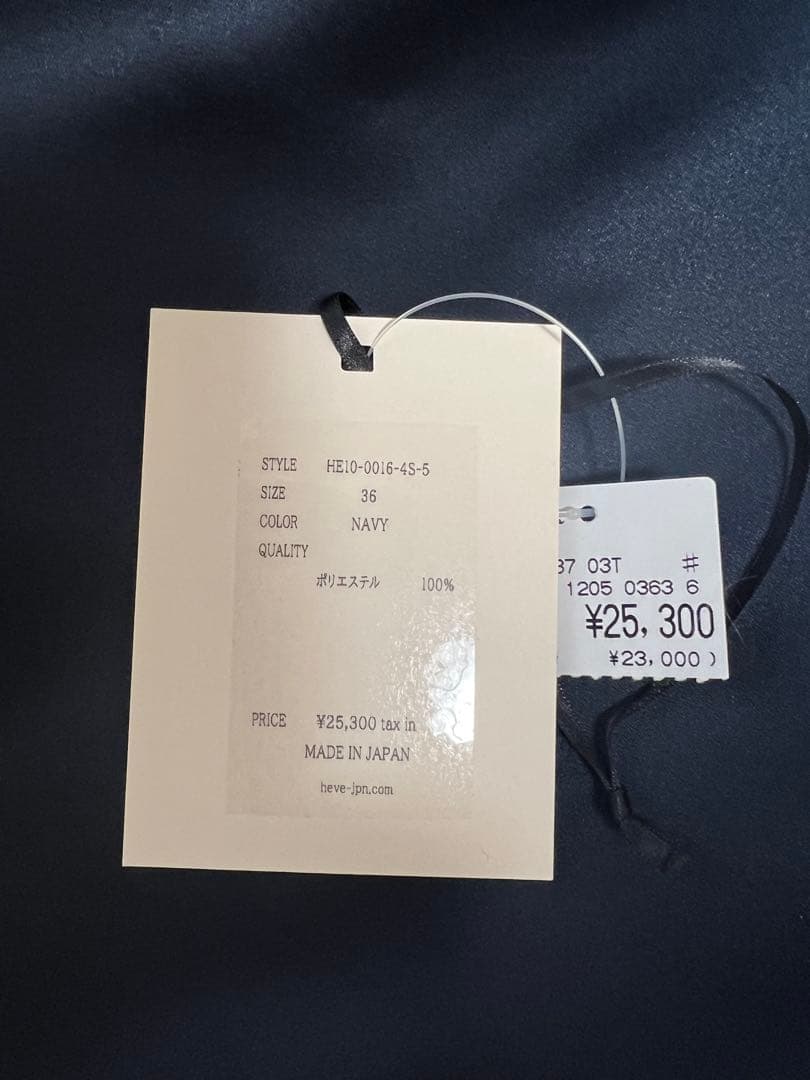 STYLE HE10-0016-4S-5
SIZE 36
COLOR NAVY
QUALITY
ポリエステル 100%
PRICE ¥25,300 tax in
MADE IN JAPAN
heve-jpn.com
37 03T #
1205 0363 6
¥25,300
¥23,000)